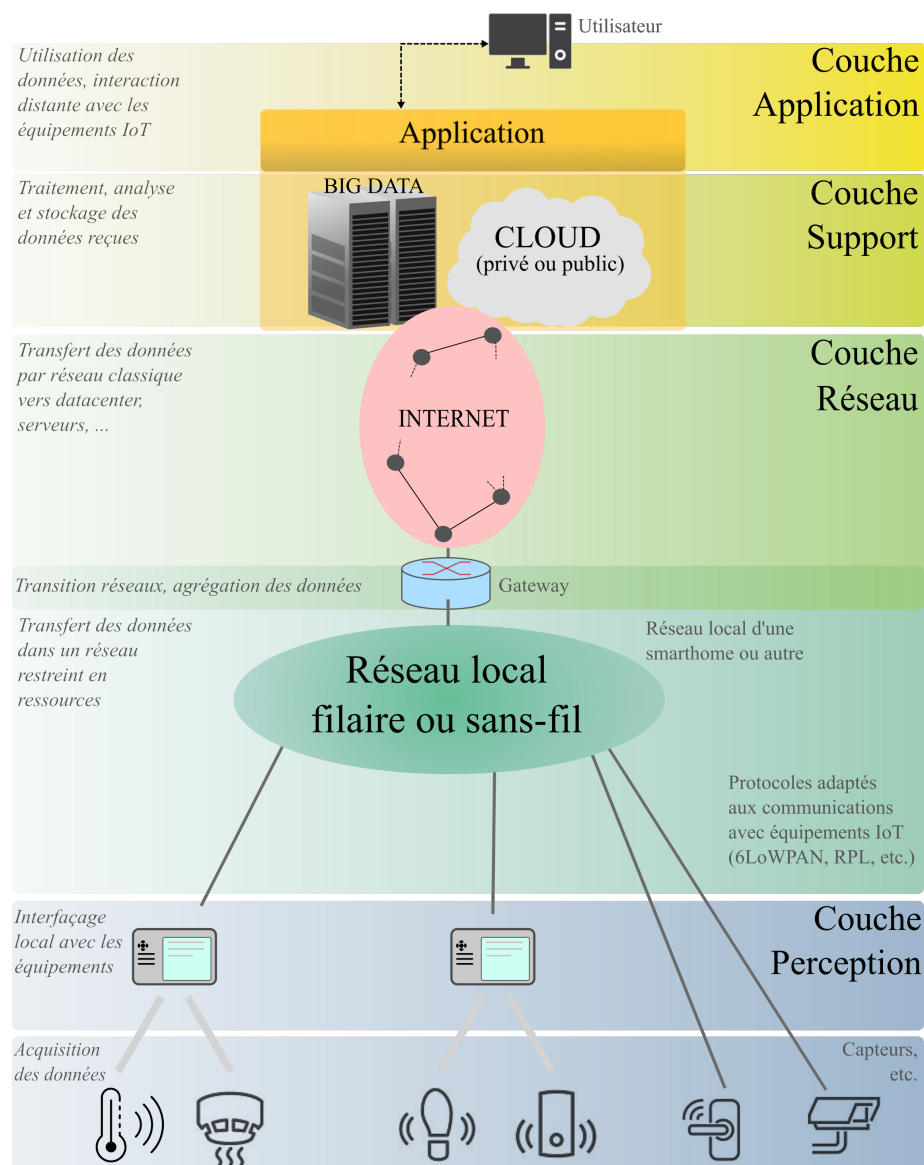 Utilisateur
Utilisation des
données, interaction
distante avec les
équipements IoT
Couche
Application
Application
Traitement, analyse
et stockage des
données reçues
BIG DATA
CLOUD
(privé ou public)
Couche
Support
Transfert des données
par réseau classique
vers datacenter,
serveurs, ...
INTERNET
Couche
Réseau
Transition réseaux, agrégation des données
Gateway
Transfert des données
dans un réseau
restreint en
ressources
Réseau local
filaire ou sans-fil
Réseau local d'une
smarthome ou autre
Protocoles adaptés
aux communications
avec équipements IoT
(6LoWPAN, RPL, etc.)
Interfaçage
local avec les
équipements
Couche
Perception
Acquisition
des données
Capteurs,
etc.